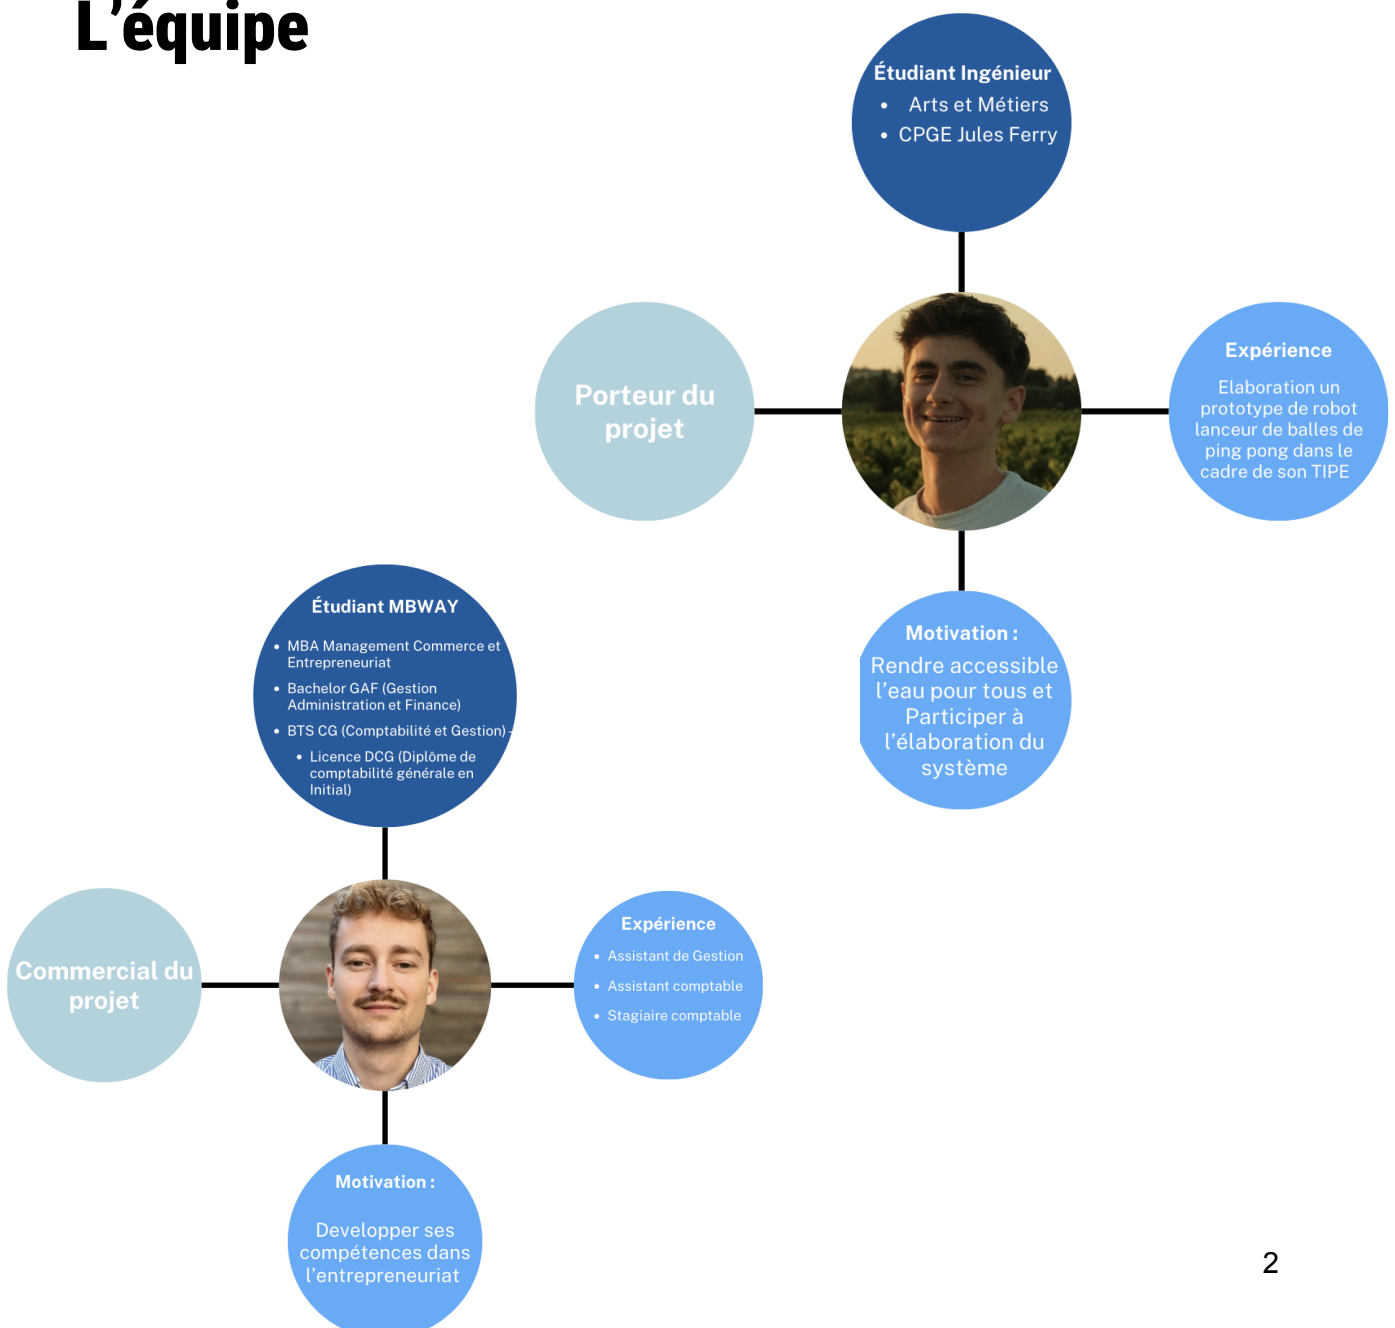 L’équipe
Étudiant Ingénieur
• Arts et Métiers
• CPGE Jules Ferry
Porteur du
projet
Expérience
Elaboration un
prototype de robot
lanceur de balles de
ping pong dans le
cadre de son TIPE
Motivation :
Rendre accessible
l’eau pour tous et
Participer à
l’élaboration du
système
Étudiant MBWAY
• MBA Management Commerce et
Entrepreneuriat
• Bachelor GAF (Gestion
Administration et Finance)
• BTS CG (Comptabilité et Gestion) -
• Licence DCG (Diplôme de
comptabilité générale en
Initial)
Commercial du
projet
Expérience
• Assistant de Gestion
• Assistant comptable
• Stagiaire comptable
Motivation :
Developper ses
compétences dans
l’entrepreneuriat
2